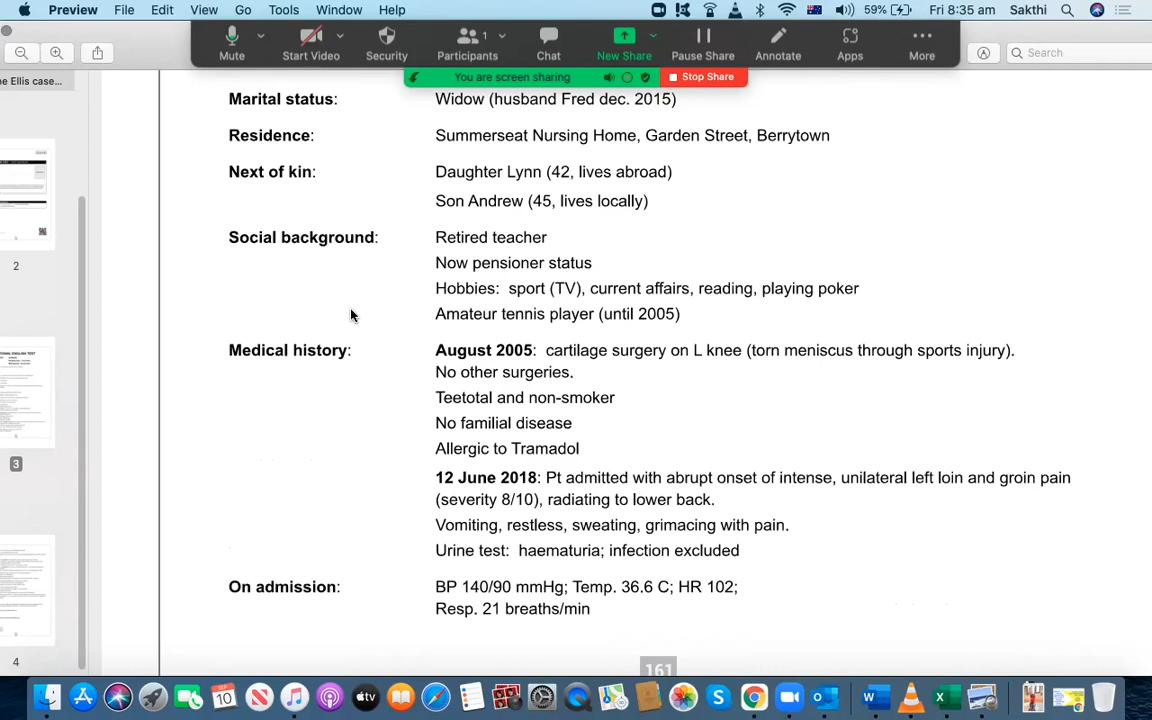 Preview File Edit View Go Tools Window Help 59% Fri 8:35 am Sakthi
Mute Start Video Security Participants 1 Chat New Share Pause Share Annotate Apps More
Search
You are screen sharing Stop Share
ne Ellis case...
Marital status: Widow (husband Fred dec. 2015)
Residence: Summerseat Nursing Home, Garden Street, Berrytown
Next of kin: Daughter Lynn (42, lives abroad)
Son Andrew (45, lives locally)
Social background: Retired teacher
Now pensioner status
Hobbies: sport (TV), current affairs, reading, playing poker
Amateur tennis player (until 2005)
Medical history: August 2005: cartilage surgery on L knee (torn meniscus through sports injury).
No other surgeries.
Teetotal and non-smoker
No familial disease
Allergic to Tramadol
12 June 2018: Pt admitted with abrupt onset of intense, unilateral left loin and groin pain
(severity 8/10), radiating to lower back.
Vomiting, restless, sweating, grimacing with pain.
Urine test: haematuria; infection excluded
On admission: BP 140/90 mmHg; Temp. 36.6 C; HR 102;
Resp. 21 breaths/min
161
2
3
4
SEP
10
tv